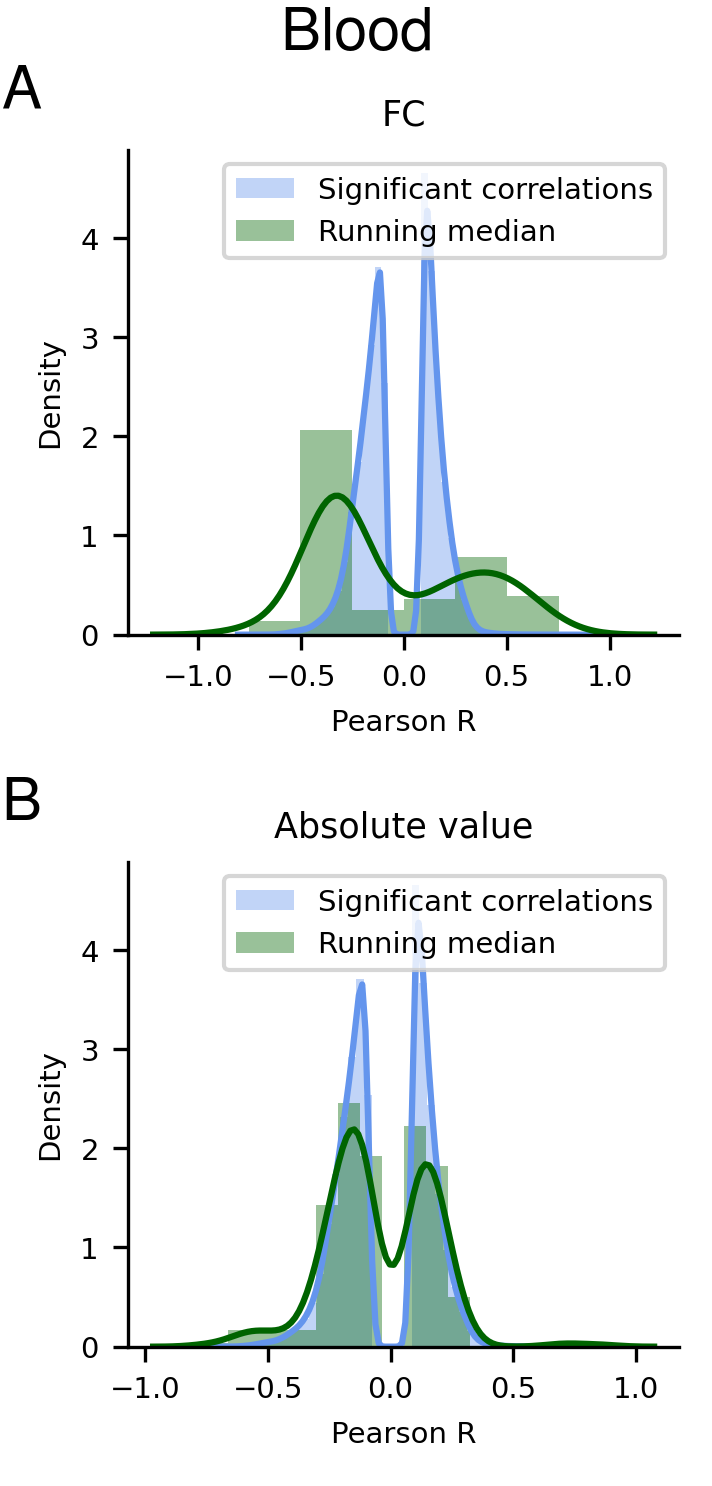 Blood
A
FC
Significant correlations
Running median
4
3
2
1
0
Density
−1.0 −0.5 0.0 0.5 1.0
Pearson R
B
Absolute value
Significant correlations
Running median
4
3
2
1
0
Density
−1.0 −0.5 0.0 0.5 1.0
Pearson R